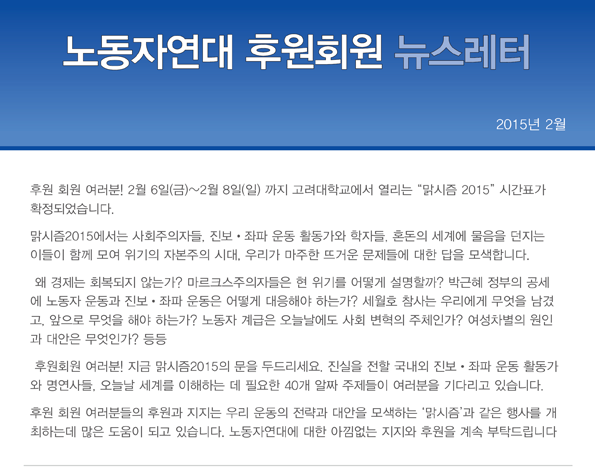 노동자연대 후원회원 뉴스레터
2015년 2월
후원 회원 여러분! 2월 6일(금)~2월 8일(일) 까지 고려대학교에서 열리는 “맑시즘 2015” 시간표가
확정되었습니다.
맑시즘2015에서는 사회주의자들, 진보•좌파 운동 활동가와 학자들, 혼돈의 세계에 물음을 던지는
이들이 함께 모여 위기의 자본주의 시대, 우리가 마주한 뜨거운 문제들에 대한 답을 모색합니다.
왜 경제는 회복되지 않는가? 마르크스주의자들은 현 위기를 어떻게 설명할까? 박근혜 정부의 공세
에 노동자 운동과 진보•좌파 운동은 어떻게 대응해야 하는가? 세월호 참사는 우리에게 무엇을 남겼
고, 앞으로 무엇을 해야 하는가? 노동자 계급은 오늘날에도 사회 변혁의 주체인가? 여성차별의 원인
과 대안은 무엇인가? 등등
후원회원 여러분! 지금 맑시즘2015의 문을 두드리세요. 진실을 전할 국내외 진보•좌파 운동 활동가
와 명연사들, 오늘날 세계를 이해하는 데 필요한 40개 알짜 주제들이 여러분을 기다리고 있습니다.
후원 회원 여러분들의 후원과 지지는 우리 운동의 전략과 대안을 모색하는 ‘맑시즘’과 같은 행사를 개
최하는데 많은 도움이 되고 있습니다. 노동자연대에 대한 아낌없는 지지와 후원을 계속 부탁드립니다